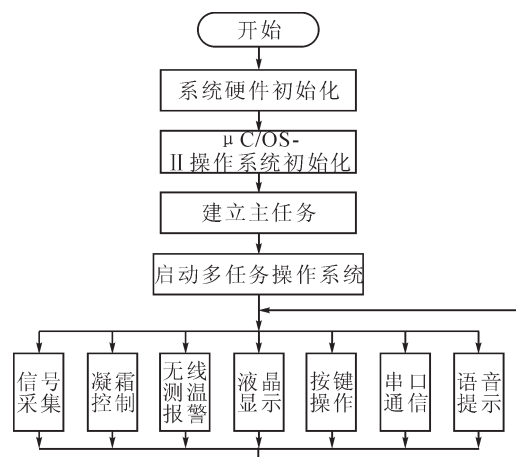 开始
系统硬件初始化
μC/OS-
II操作系统初始化
建立主任务
启动多任务操作系统
信号
采集
凝霜
控制
无线
测温
报警
液晶
显示
按键
操作
串口
通信
语音
提示